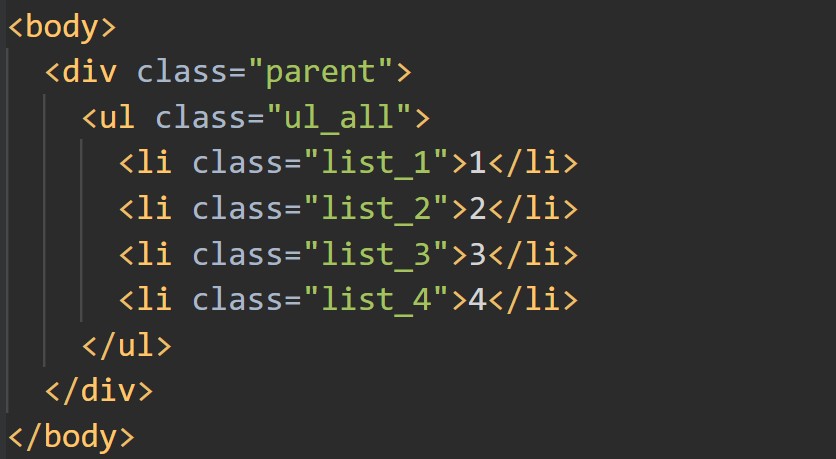 <body>
<div class="parent">
<ul class="ul_all">
<li class="list_1">1</li>
<li class="list_2">2</li>
<li class="list_3">3</li>
<li class="list_4">4</li>
</ul>
</div>
</body>